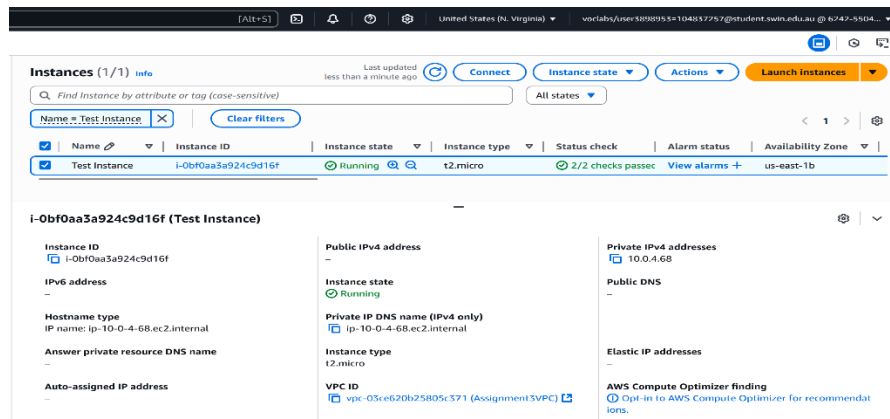 [Alt+S]
United States (N. Virginia)
voclabs/user3898953=104837257@student.swin.edu.au @ 6242-5504...
Instances (1/1) Info
Last updated
less than a minute ago
Connect
Instance state
Actions
Launch instances
Find Instance by attribute or tag (case-sensitive)
All states
Name = Test Instance
Clear filters
1
Name
Instance ID
Instance state
Instance type
Status check
Alarm status
Availability Zone
Test Instance
i-0bf0aa3a924c9d16f
Running
t2.micro
2/2 checks passec
View alarms +
us-east-1b
i-0bf0aa3a924c9d16f (Test Instance)
Instance ID
i-0bf0aa3a924c9d16f
Public IPv4 address
–
Private IPv4 addresses
10.0.4.68
IPv6 address
–
Instance state
Running
Public DNS
–
Hostname type
IP name: ip-10-0-4-68.ec2.internal
Private IP DNS name (IPv4 only)
ip-10-0-4-68.ec2.internal
Answer private resource DNS name
–
Instance type
t2.micro
Elastic IP addresses
–
Auto-assigned IP address
–
VPC ID
vpc-03ce620b25805c371 (Assignment3VPC)
AWS Compute Optimizer finding
Opt-in to AWS Compute Optimizer for recommendat
ions.